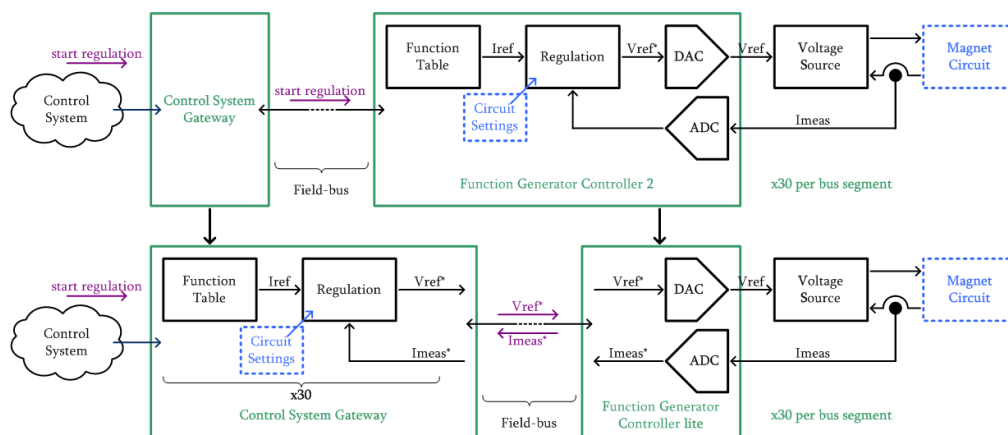 start regulation
Control
System
Control System
Gateway
start regulation
Field-bus
Function
Table
Iref
Regulation
Vref*
DAC
Vref
Voltage
Source
Magnet
Circuit
Circuit
Settings
ADC
Imeas
Function Generator Controller 2
x30 per bus segment
start regulation
Control
System
Function
Table
Iref
Regulation
Vref*
Circuit
Settings
Imeas*
x30
Control System Gateway
Vref*
Imeas*
Field-bus
Vref*
DAC
Vref
Voltage
Source
Magnet
Circuit
Imeas*
ADC
Imeas
Function Generator
Controller lite
x30 per bus segment